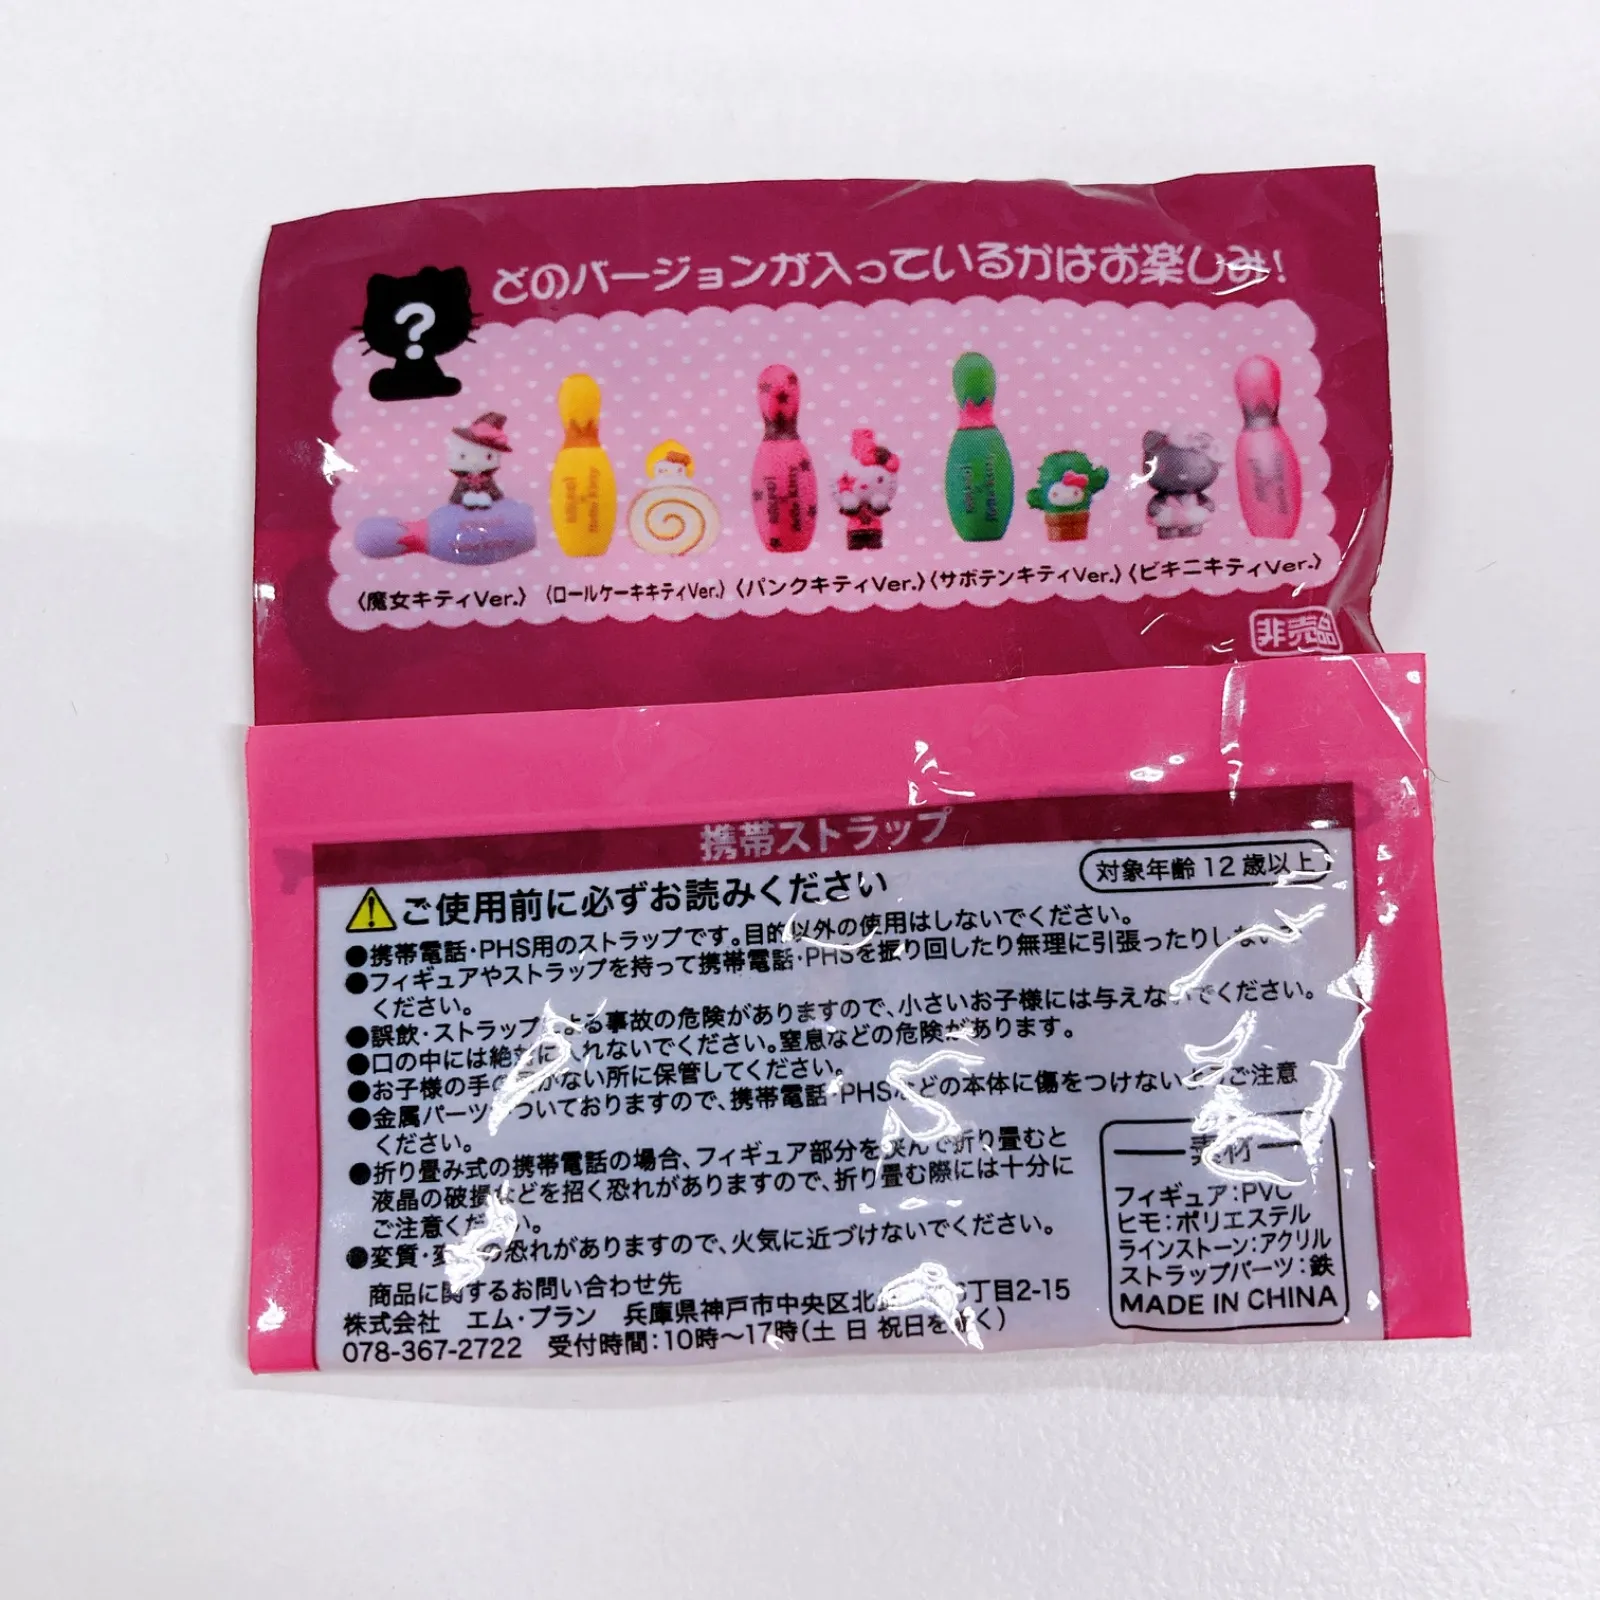 どのバージョンが入っているかはお楽しみ!
?
〈魔女キティVer.〉 〈ロールケーキキティVer.〉 〈パンクキティVer.〉 〈サボテンキティVer.〉 〈ビキニキティVer.〉
非売品
携帯ストラップ
対象年齢12歳以上
ご使用前に必ずお読みください
●携帯電話・PHS用のストラップです。目的以外の使用はしないでください。
●フィギュアやストラップを持って携帯電話・PHSを振り回したり無理に引張ったりしない
ください。
●誤飲・ストラップによる事故の危険がありますので、小さいお子様には与えないでください。
●口の中には絶対に入れないでください。窒息などの危険があります。
●お子様の手の届かない所に保管してください。
●金属パーツがついておりますので、携帯電話・PHSなどの本体に傷をつけない ご注意
ください。
●折り畳み式の携帯電話の場合、フィギュア部分を挟んで折り畳むと
液晶の破損などを招く恐れがありますので、折り畳む際には十分に
ご注意ください。
●変質・変 の恐れがありますので、火気に近づけないでください。
素材
フィギュア:PVC
ヒモ:ポリエステル
ラインストーン:アクリル
ストラップパーツ:鉄
MADE IN CHINA
商品に関するお問い合わせ先
株式会社 エム・プラン 兵庫県神戸市中央区北 丁目2-15
078-367-2722 受付時間:10時～17時(土 日 祝日を除く)